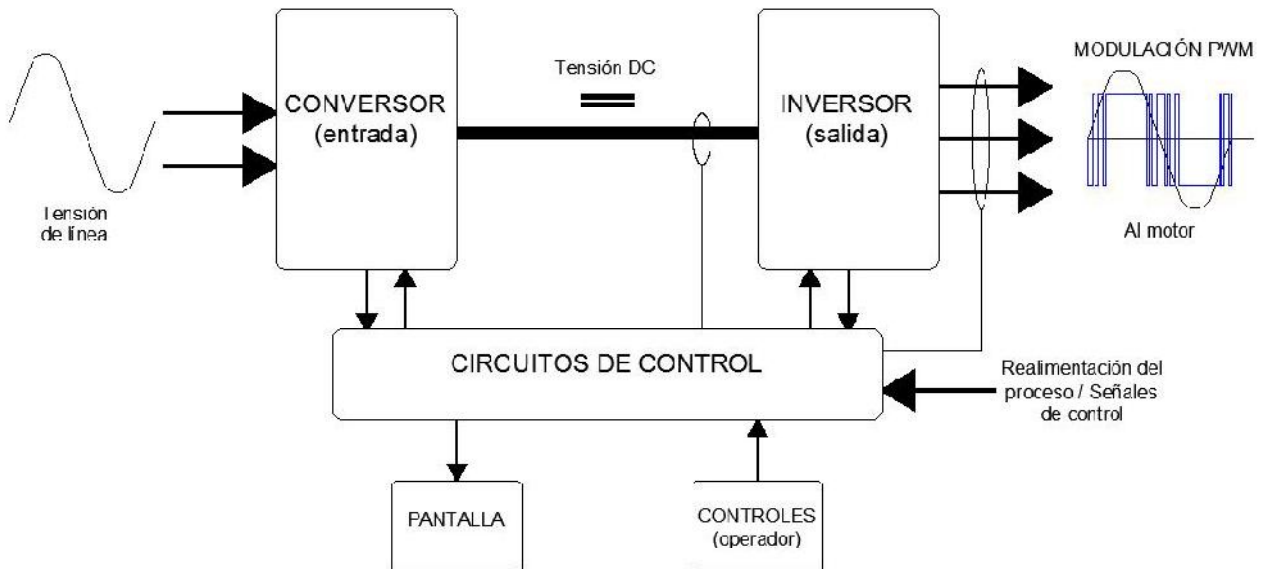 MODULACIÓN PWM
Tensión DC
CONVERSOR
(entrada)
INVERSOR
(salida)
Tensión
de línea
Al motor
CIRCUITOS DE CONTROL
Realimentación del
proceso / Señales
de control
PANTALLA
CONTROLES
(operador)